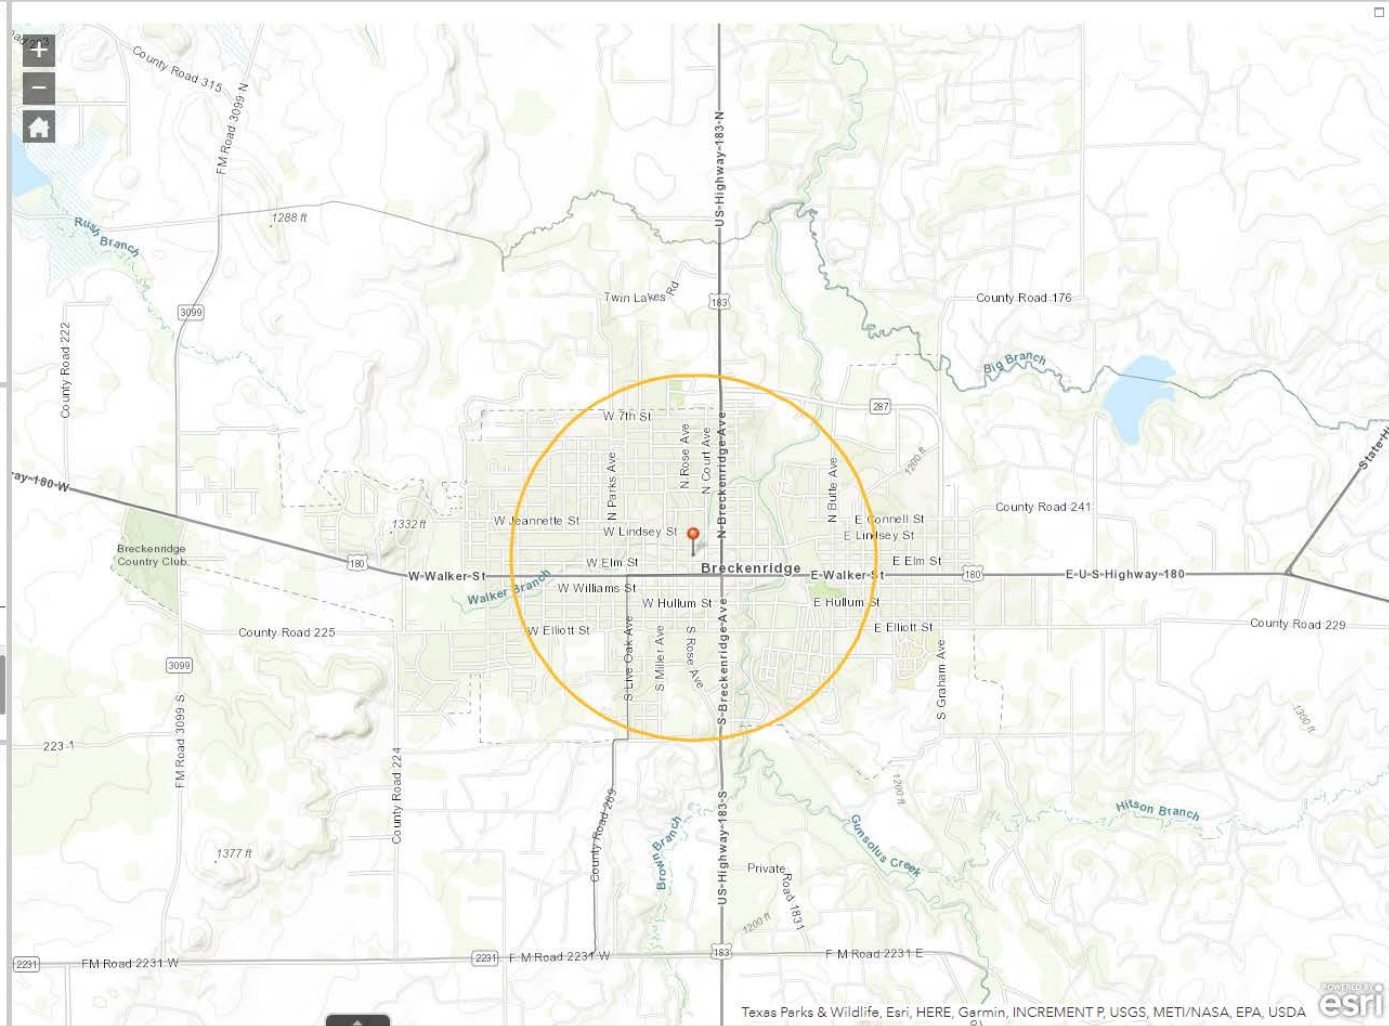 County Road 315
FM Road 3099 N
US-Highway-183-N
1288 ft
Rush Branch
Twin Lakes Rd
183
County Road 176
3099
County Road 222
Big Branch
287
W 7th St
N Rose Ave
N Court Ave
N-Breckenridge-Ave
N Parks Ave
N Butte Ave
1200 ft
State-H
ay-180-W
County Road 241
W Jeannette St
1332 ft
W Lindsey St
E Connell St
E Lindsey St
Breckenridge
Country Club
180
W Elm St
E Elm St
Breckenridge
W-Walker-St
E-Walker-St
180
E-U-S-Highway-180
Walker Branch
W Williams St
W Hullum St
E Hullum St
County Road 225
W Elliott St
E Elliott St
County Road 229
S Live Oak Ave
S Miller Ave
S Rose Ave
S-Breckenridge-Ave
S Graham Ave
3099
FM Road 3099 S
223-1
1300 ft
County Road 224
1200 ft
Hitson Branch
County Road 269
Brown Branch
US-Highway-183-S
Gunsolus Creek
1377 ft
Private
Road 1831
1200 ft
2231
FM Road 2231 W
2231
F M Road 2231 W
183
F M Road 2231 E
POWERED BY
esri
Texas Parks & Wildlife, Esri, HERE, Garmin, INCREMENT P, USGS, METI/NASA, EPA, USDA